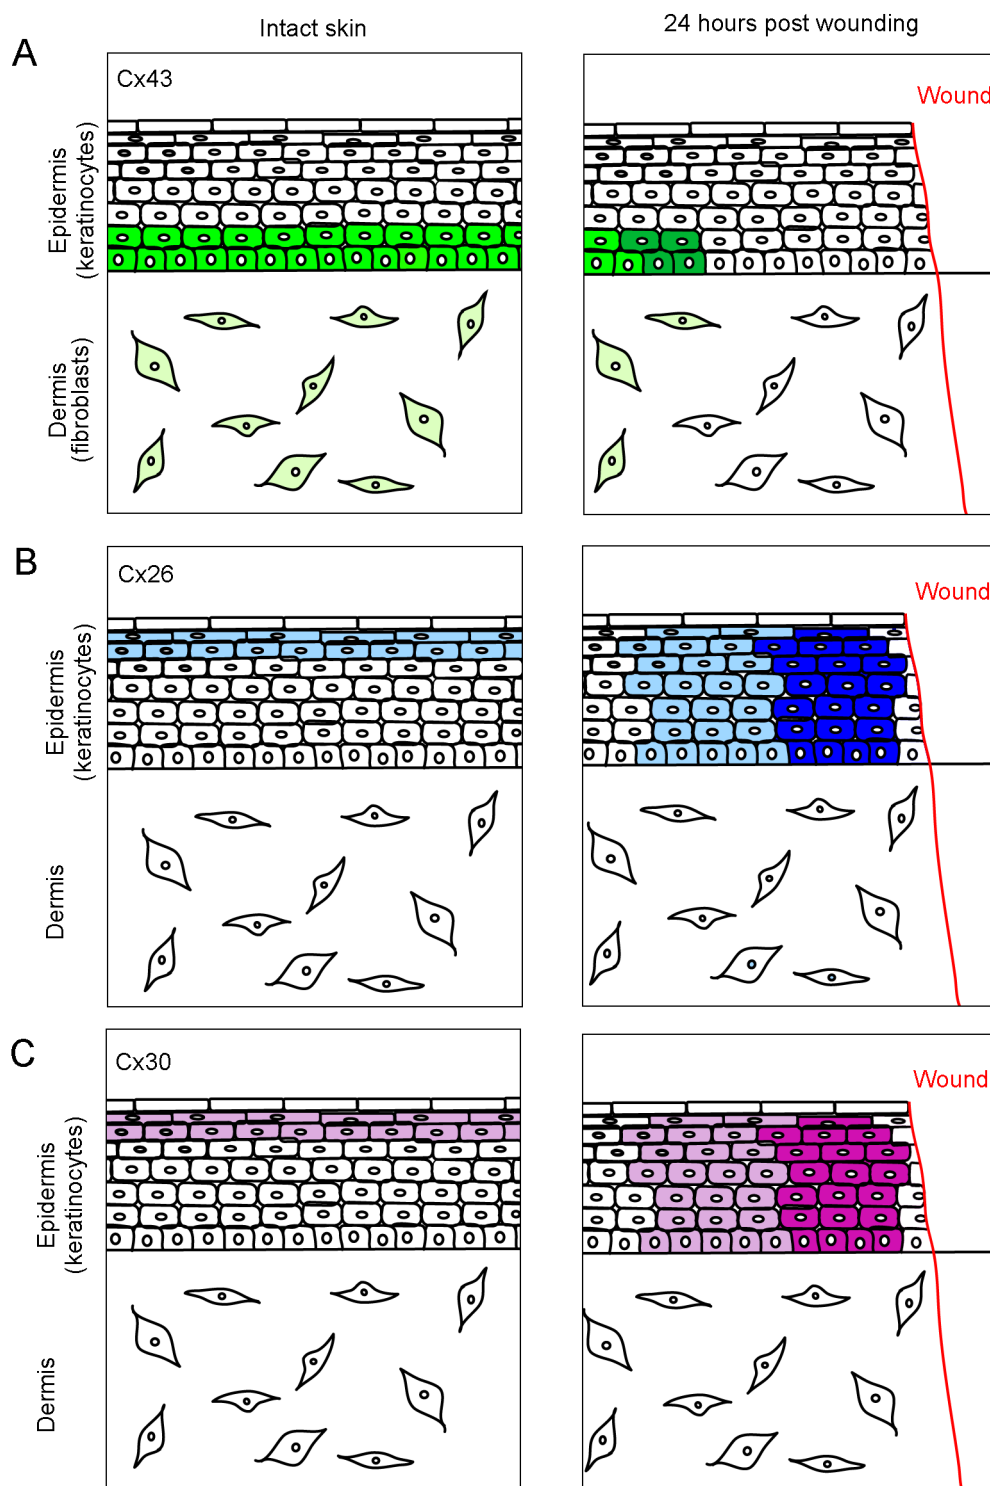 Intact skin
24 hours post wounding
A
Cx43
Wound
Epidermis
(keratinocytes)
Dermis
(fibroblasts)
B
Cx26
Wound
Epidermis
(keratinocytes)
Dermis
C
Cx30
Wound
Epidermis
(keratinocytes)
Dermis